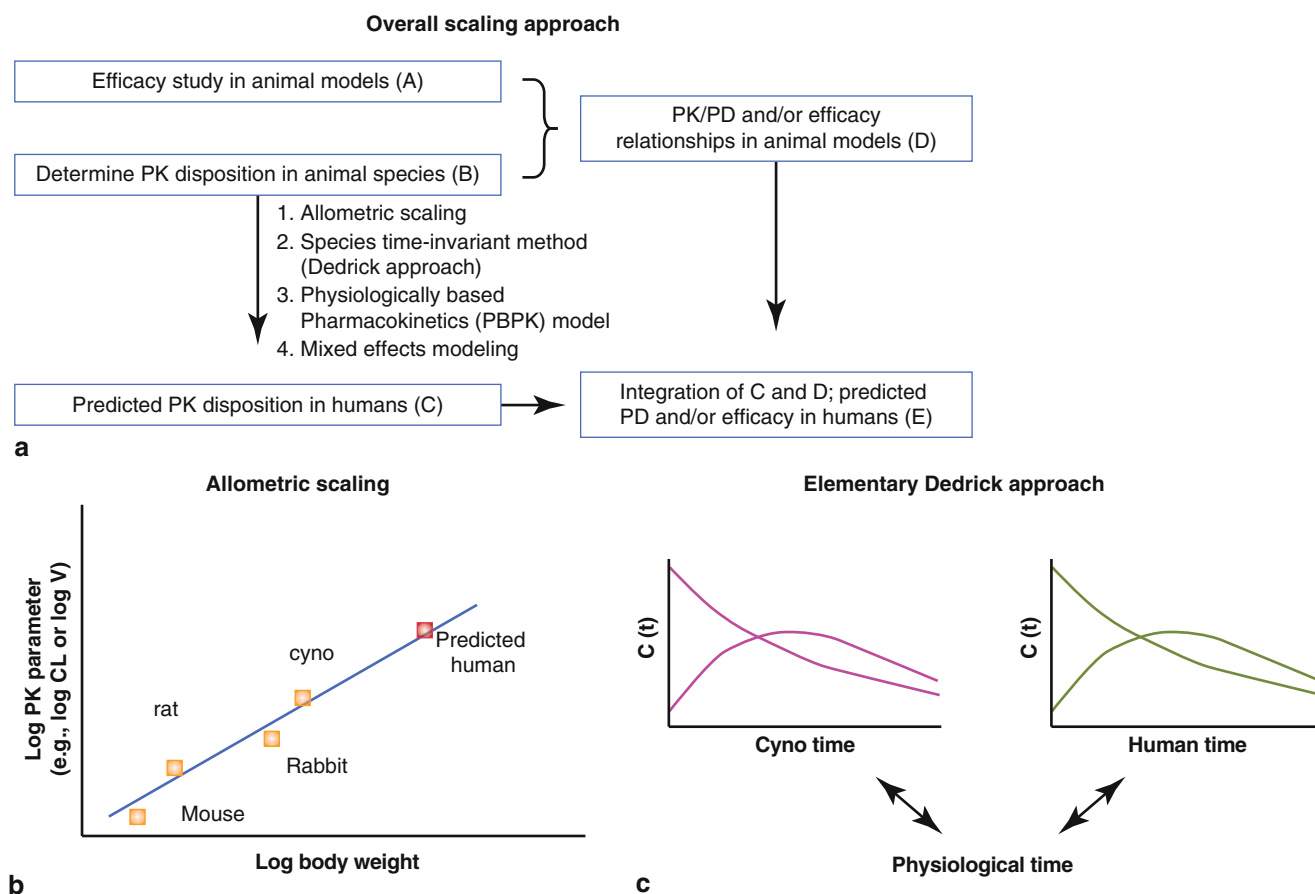 Overall scaling approach
Efficacy study in animal models (A)
Determine PK disposition in animal species (B)
PK/PD and/or efficacy
relationships in animal models (D)
1. Allometric scaling
2. Species time-invariant method
(Dedrick approach)
3. Physiologically based
Pharmacokinetics (PBPK) model
4. Mixed effects modeling
Predicted PK disposition in humans (C)
Integration of C and D; predicted
PD and/or efficacy in humans (E)
a
Allometric scaling
Log PK parameter
(e.g., log CL or log V)
rat
cyno
Predicted
human
Rabbit
Mouse
Log body weight
b
Elementary Dedrick approach
C (t)
Cyno time
C (t)
Human time
Physiological time
c